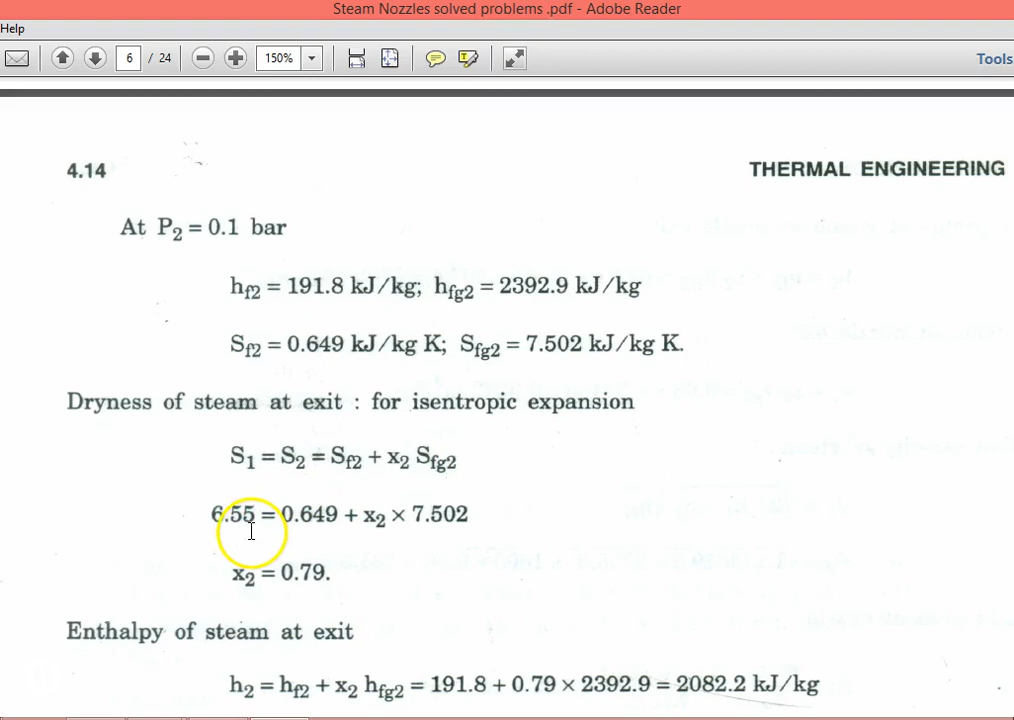 Steam Nozzles solved problems .pdf - Adobe Reader
Help
6 / 24 150% Tools
4.14 THERMAL ENGINEERING
At P2 = 0.1 bar
hf2 = 191.8 kJ/kg; hfg2 = 2392.9 kJ/kg
Sf2 = 0.649 kJ/kg K; Sfg2 = 7.502 kJ/kg K.
Dryness of steam at exit : for isentropic expansion
S1 = S2 = Sf2 + x2 Sfg2
6.55 = 0.649 + x2 × 7.502
x2 = 0.79.
Enthalpy of steam at exit
h2 = hf2 + x2 hfg2 = 191.8 + 0.79 × 2392.9 = 2082.2 kJ/kg